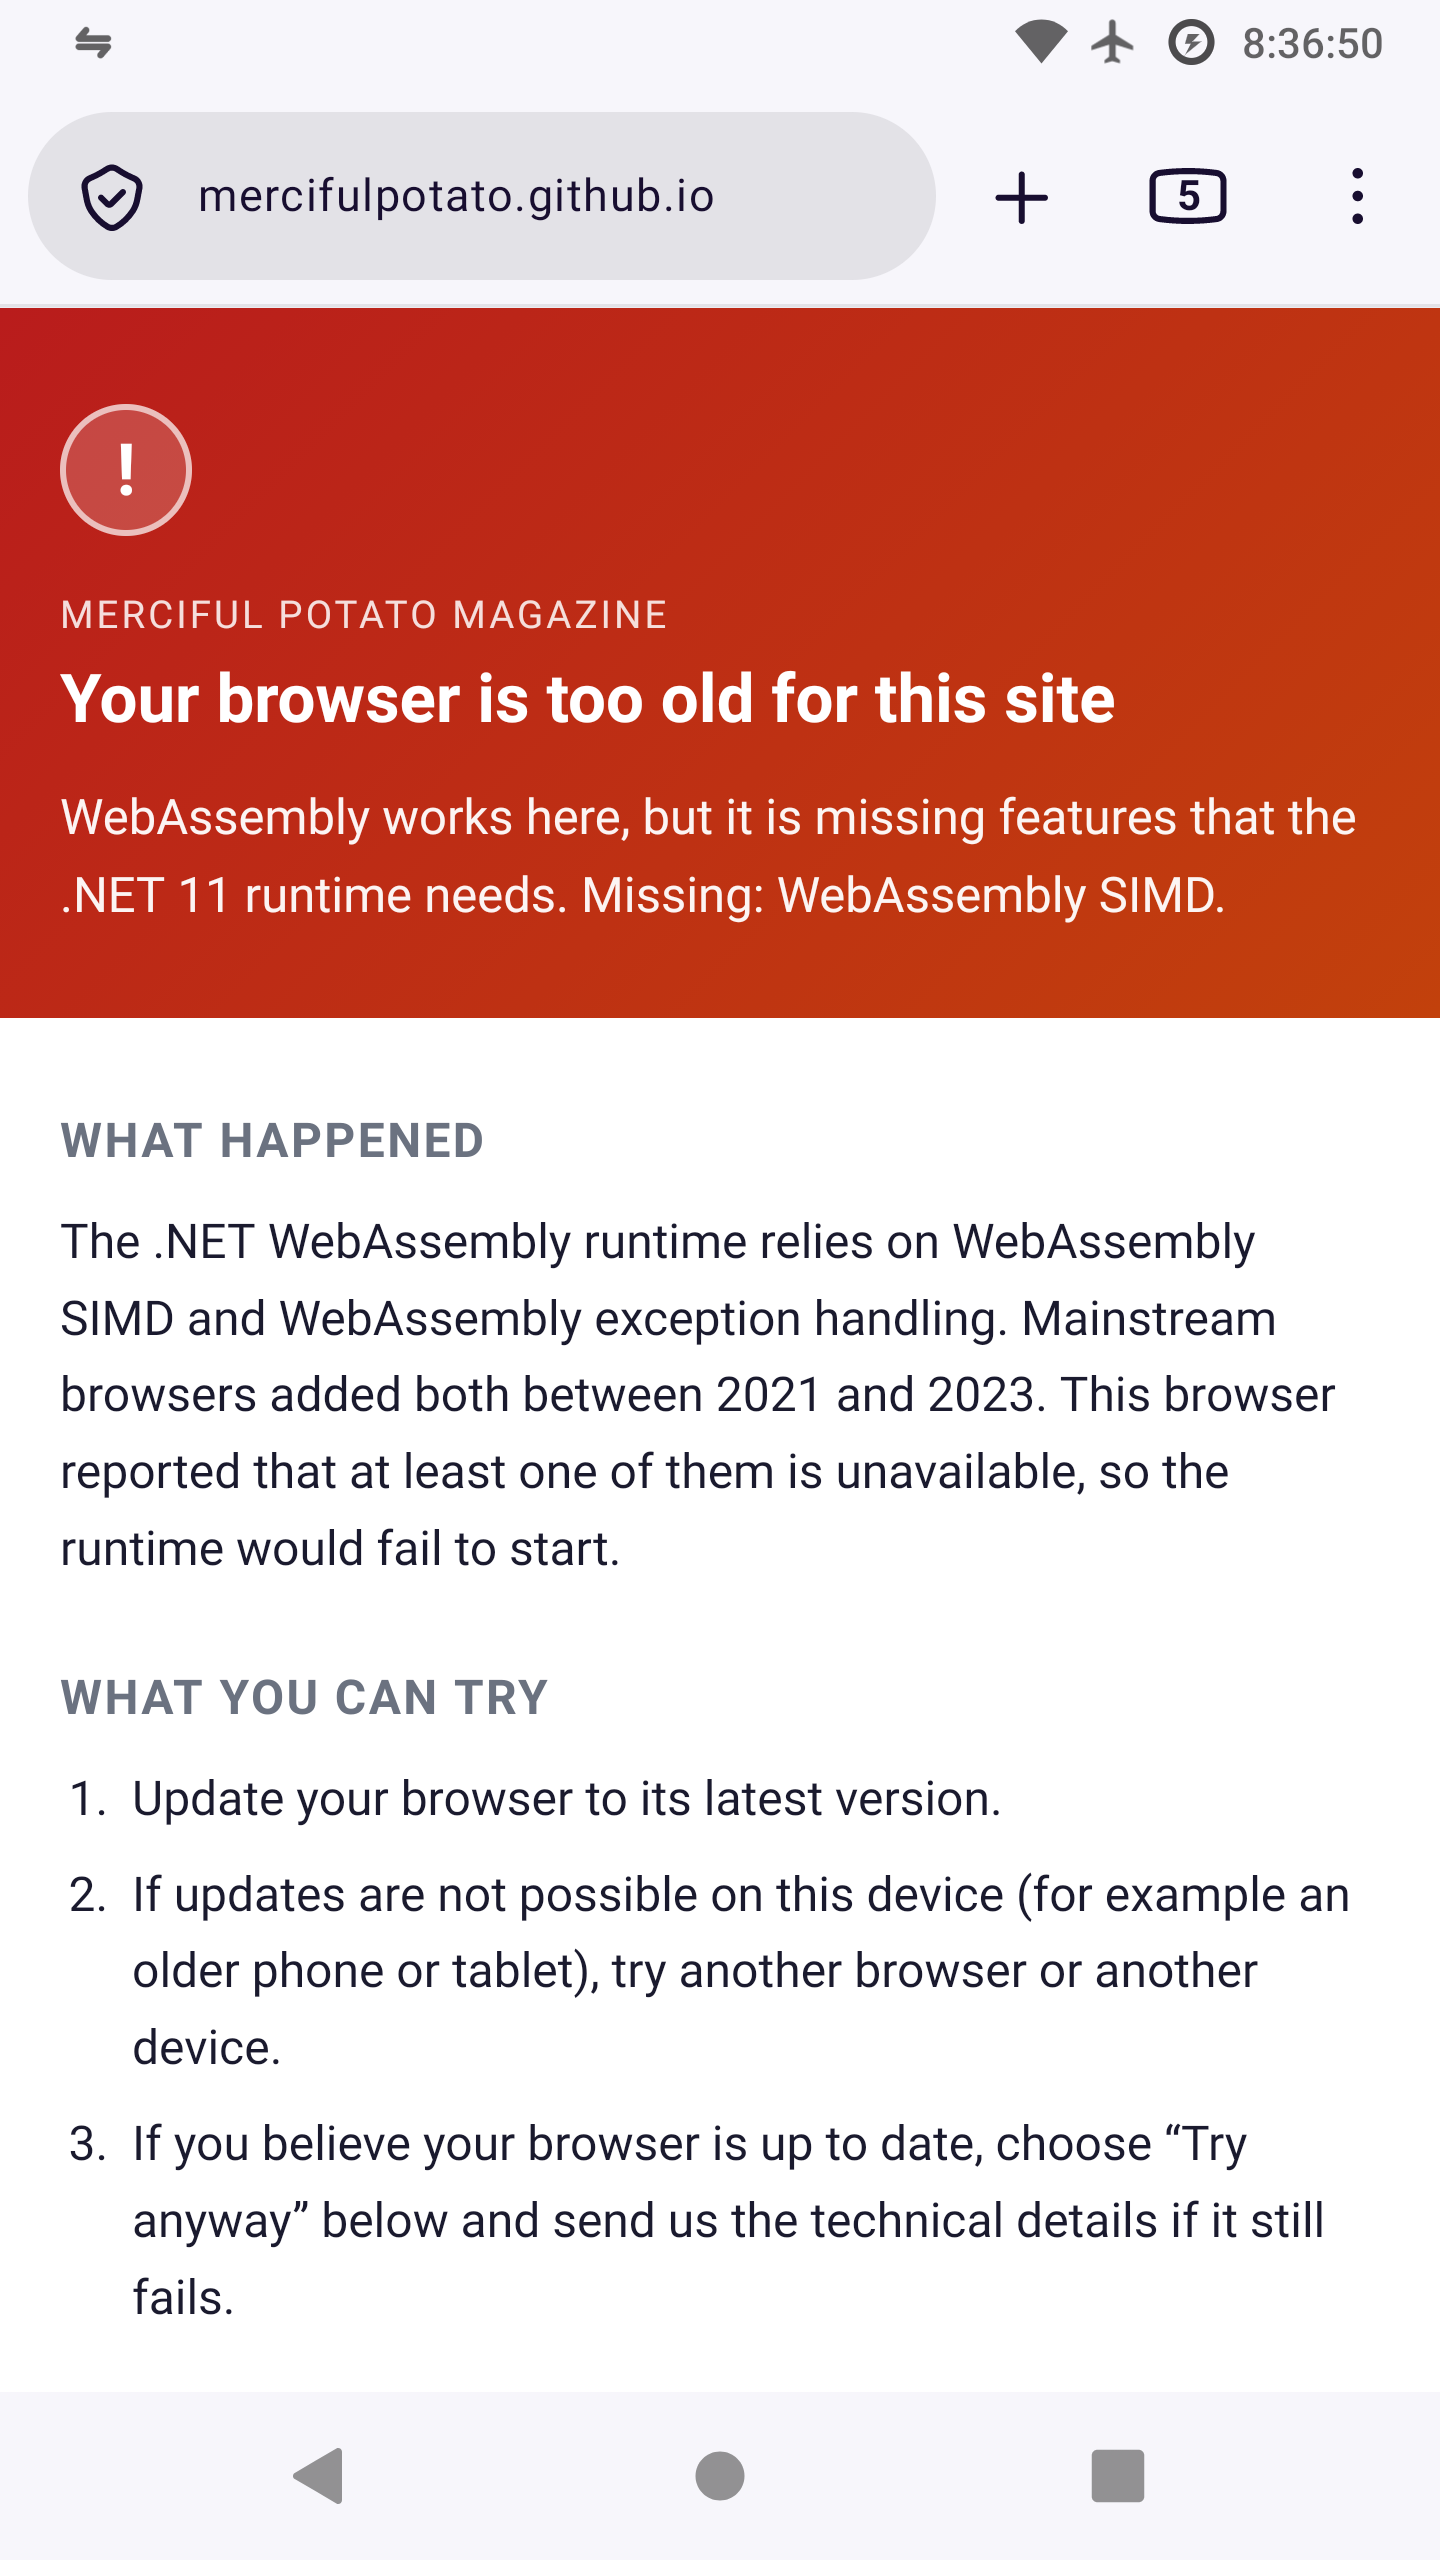 8:36:50
mercifulpotato.github.io
5
!
MERCIFUL POTATO MAGAZINE
Your browser is too old for this site
WebAssembly works here, but it is missing features that the
.NET 11 runtime needs. Missing: WebAssembly SIMD.
WHAT HAPPENED
The .NET WebAssembly runtime relies on WebAssembly
SIMD and WebAssembly exception handling. Mainstream
browsers added both between 2021 and 2023. This browser
reported that at least one of them is unavailable, so the
runtime would fail to start.
WHAT YOU CAN TRY
1. Update your browser to its latest version.
2. If updates are not possible on this device (for example an
older phone or tablet), try another browser or another
device.
3. If you believe your browser is up to date, choose “Try
anyway” below and send us the technical details if it still
fails.